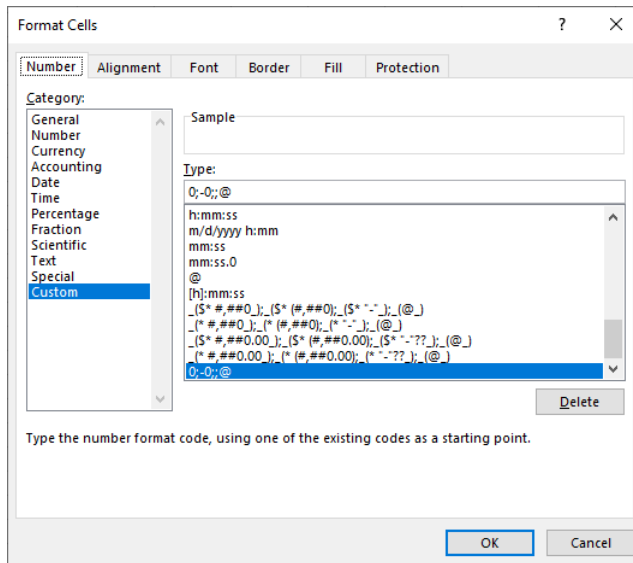 Format Cells ? ×
Number Alignment Font Border Fill Protection
Category:
General
Number
Currency
Accounting
Date
Time
Percentage
Fraction
Scientific
Text
Special
Custom
Sample
Type:
0;-0;;@
h:mm:ss
m/d/yyyy h:mm
mm:ss
mm:ss.0
@
[h]:mm:ss
_($* #,##0_);_($* (#,##0);_($* "-"_);_(@_)
_(* #,##0_);_(* (#,##0);_(* "-"_);_(@_)
_($* #,##0.00_);_($* (#,##0.00);_($* "-"??_);_(@_)
_(* #,##0.00_);_(* (#,##0.00);_(* "-"??_);_(@_)
0;-0;;@
Delete
Type the number format code, using one of the existing codes as a starting point.
OK Cancel